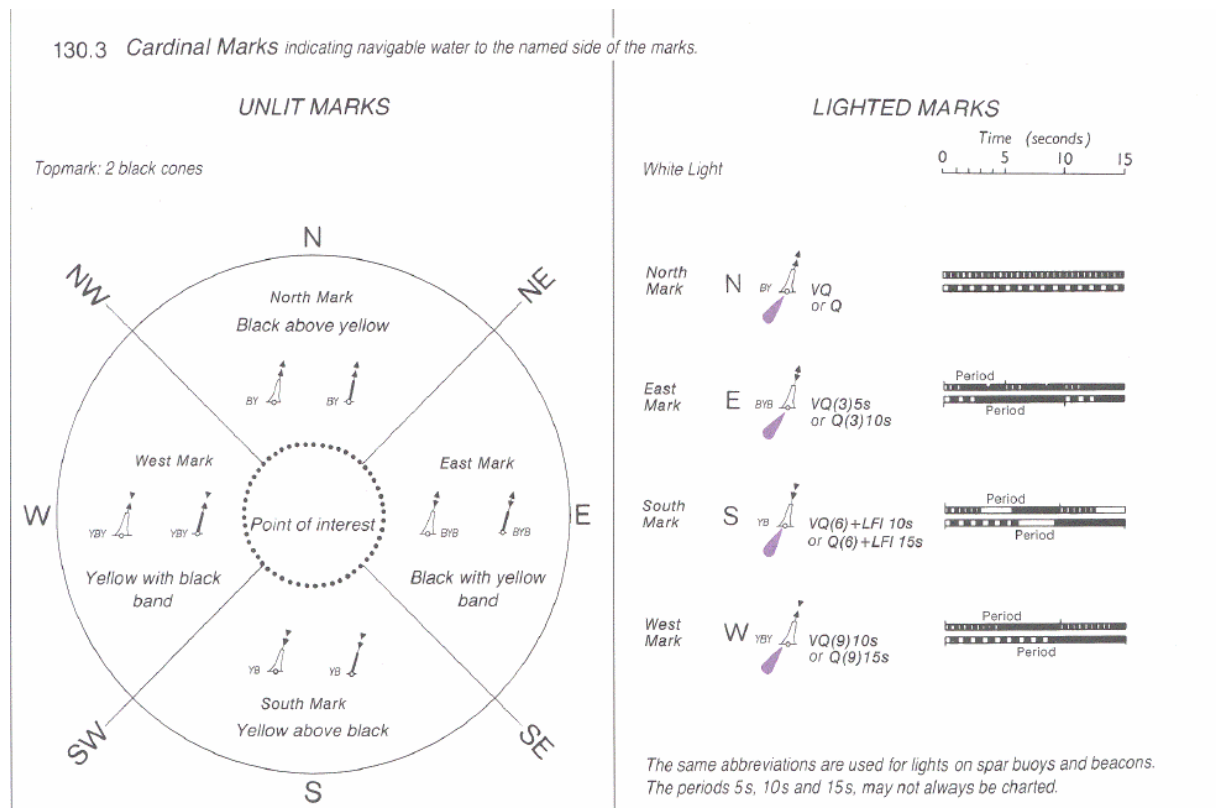 130.3 Cardinal Marks indicating navigable water to the named side of the marks.
UNLIT MARKS
Topmark: 2 black cones
N
NW
NE
North Mark
Black above yellow
BY
BY
West Mark
East Mark
W
YBY
YBY
Point of interest
BYB
BYB
E
Yellow with black
band
Black with yellow
band
YB
YB
South Mark
Yellow above black
SW
SE
S
LIGHTED MARKS
Time (seconds)
0 5 10 15
White Light
North
Mark
N
BY
VQ
or Q
East
Mark
E
BYB
VQ(3)5s
or Q(3)10s
Period
Period
South
Mark
S
YB
VQ(6)+LFl 10s
or Q(6)+LFl 15s
Period
Period
West
Mark
W
YBY
VQ(9)10s
or Q(9)15s
Period
Period
The same abbreviations are used for lights on spar buoys and beacons.
The periods 5s, 10s and 15s, may not always be charted.